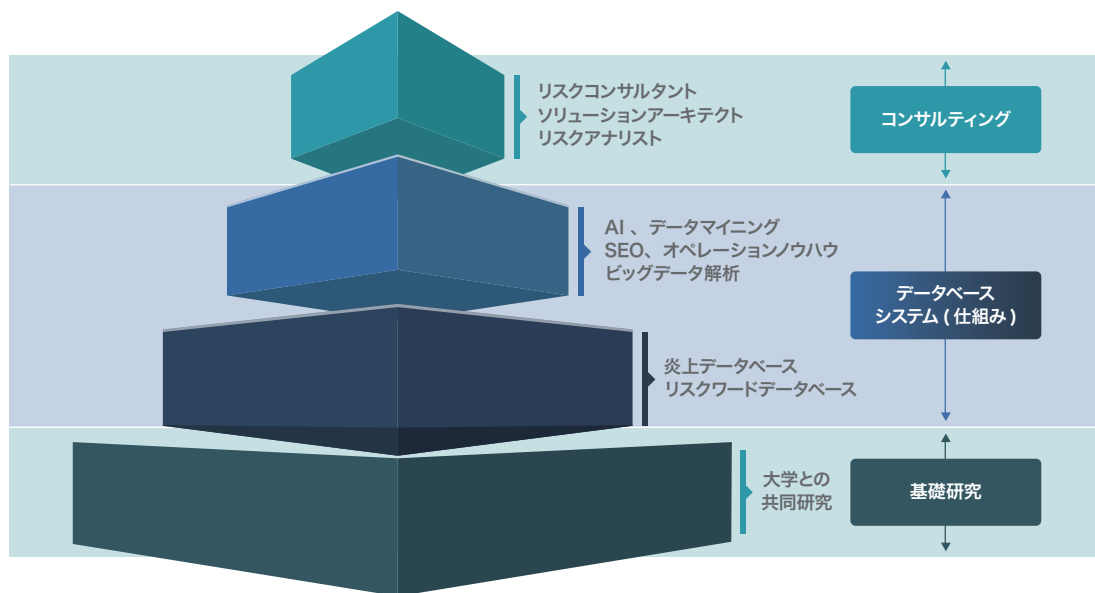 リスクコンサルタント
ソリューションアーキテクト
リスクアナリスト
コンサルティング
AI 、データマイニング
SEO、オペレーションノウハウ
ビッグデータ解析
データベース
システム ( 仕組み )
炎上データベース
リスクワードデータベース
大学との
共同研究
基礎研究